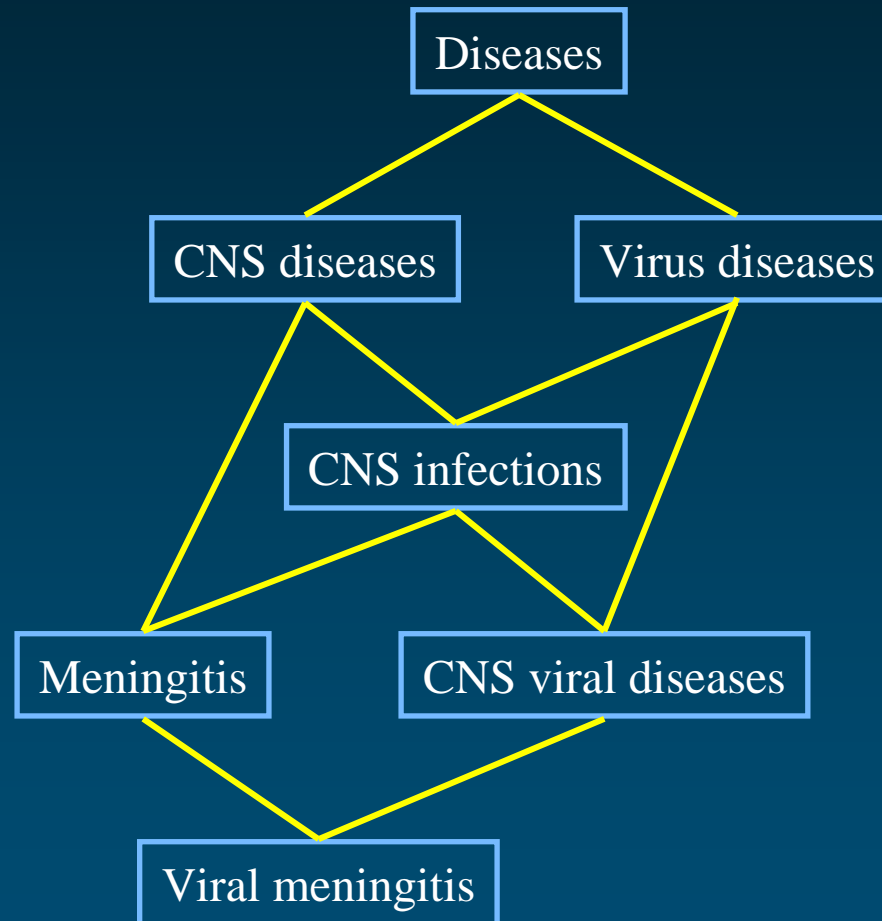 Diseases
CNS diseases
Virus diseases
CNS infections
Meningitis
CNS viral diseases
Viral meningitis